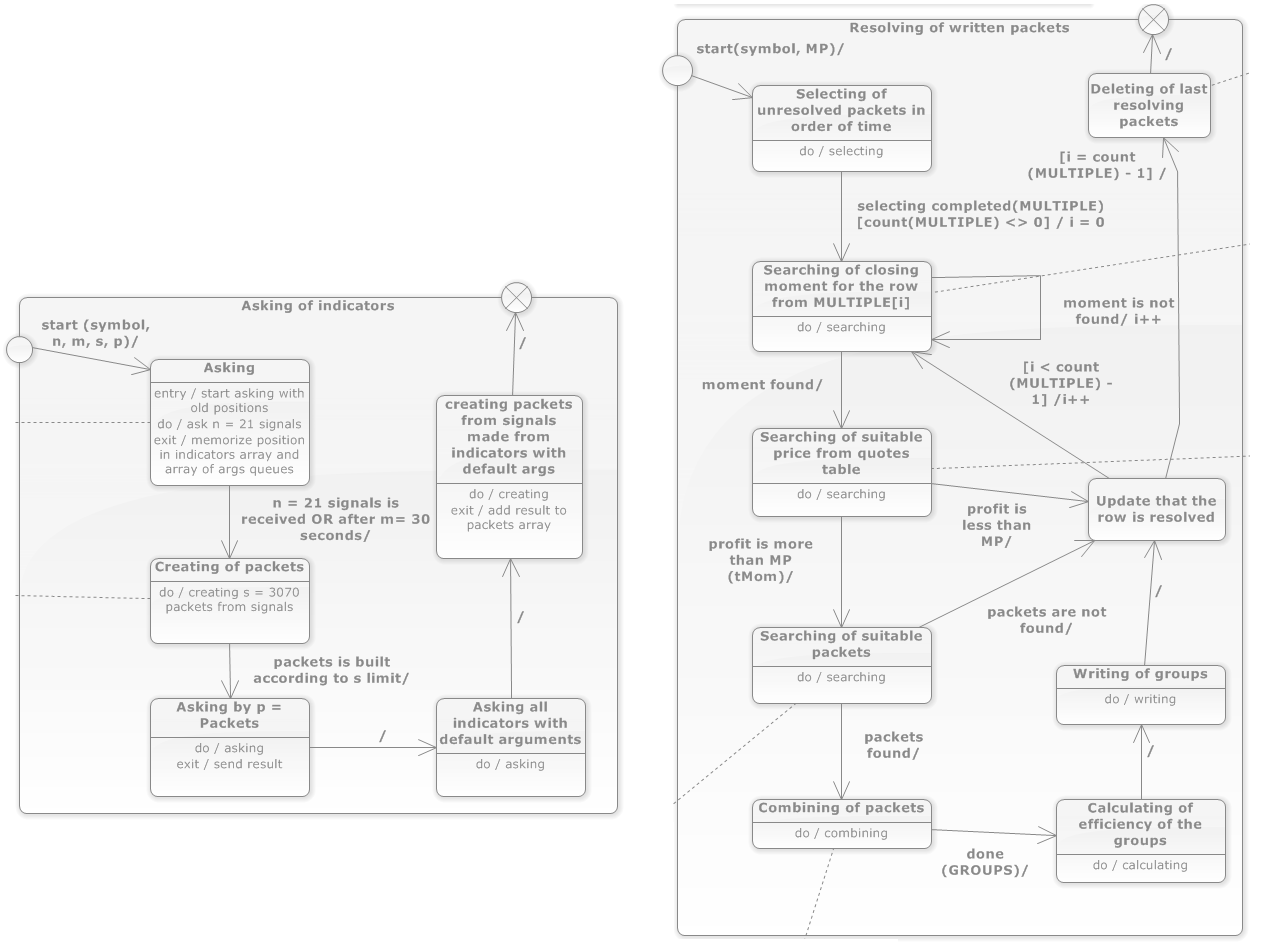 Asking of indicators
start (symbol,
n, m, s, p)/
Asking
entry / start asking with
old positions
do / ask n = 21 signals
exit / memorize position
in indicators array and
array of args queues
n = 21 signals is
received OR after m= 30
seconds/
Creating of packets
do / creating s = 3070
packets from signals
packets is built
according to s limit/
Asking by p =
Packets
do / asking
exit / send result
/
Asking all
indicators with
default arguments
do / asking
/
creating packets
from signals
made from
indicators with
default args
do / creating
exit / add result to
packets array
/
Resolving of written packets
start(symbol, MP)/
Selecting of
unresolved packets in
order of time
do / selecting
selecting completed(MULTIPLE)
[count(MULTIPLE) <> 0] / i = 0
Searching of closing
moment for the row
from MULTIPLE[i]
do / searching
moment is not
found/ i++
moment found/
Searching of suitable
price from quotes
table
do / searching
profit is
less than
MP/
profit is more
than MP
(tMom)/
Searching of suitable
packets
do / searching
packets are not
found/
packets
found/
Combining of packets
do / combining
done
(GROUPS)/
Calculating of
efficiency of the
groups
do / calculating
/
Writing of groups
do / writing
/
Update that the
row is resolved
[i < count
(MULTIPLE) -
1] /i++
[i = count
(MULTIPLE) - 1] /
Deleting of last
resolving
packets
/